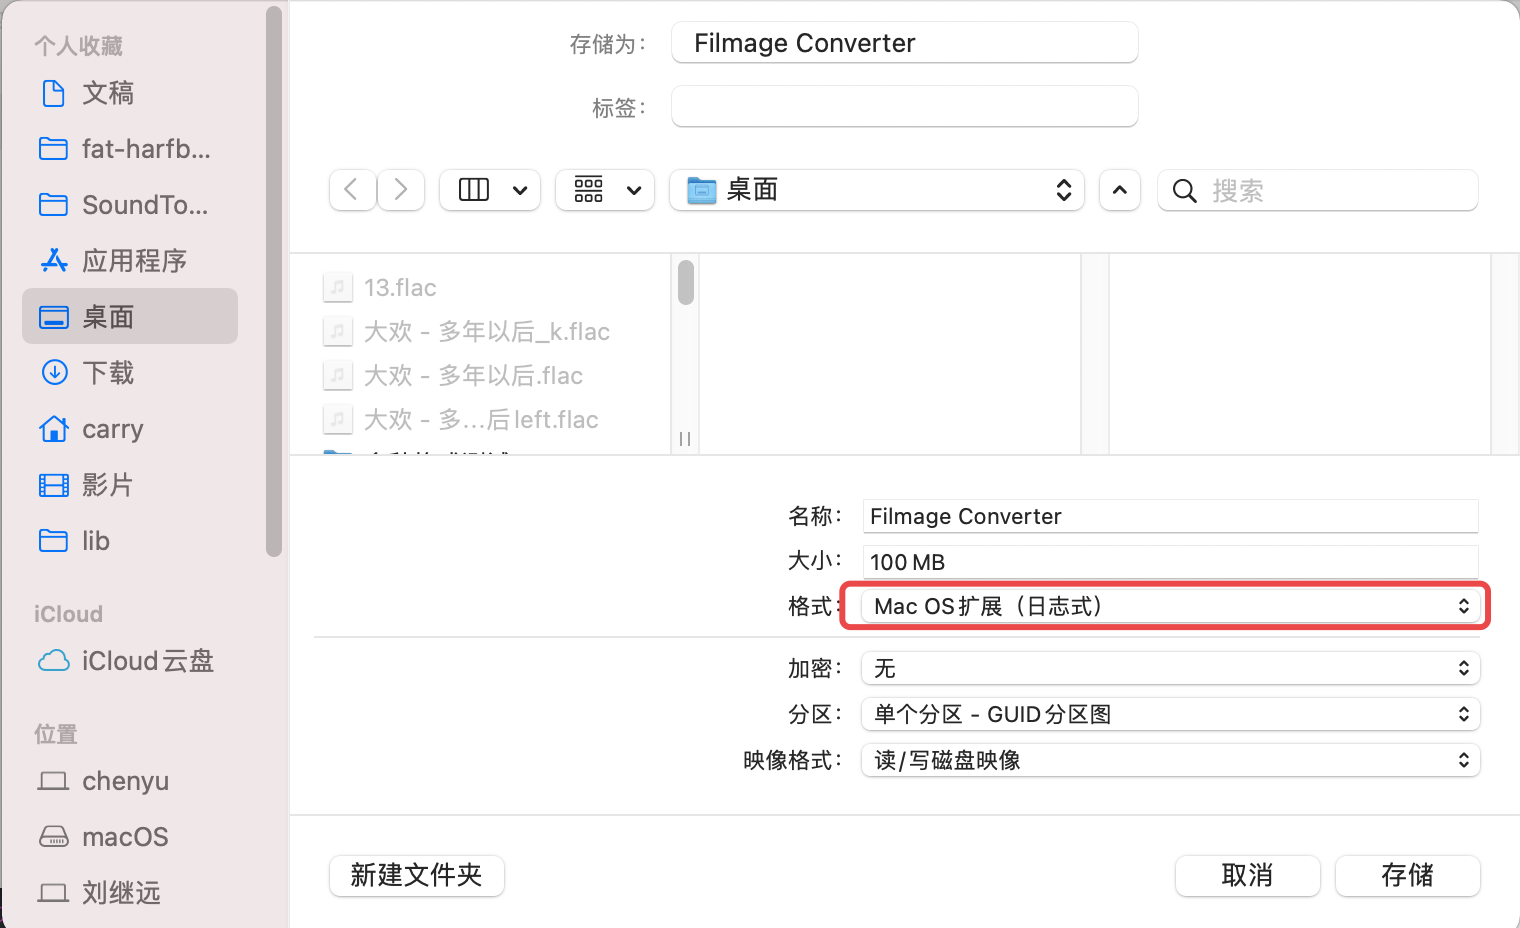 个人收藏
文稿
fat-harfb...
SoundTo...
应用程序
桌面
下载
carry
影片
lib
iCloud
iCloud云盘
位置
chenyu
macOS
刘继远
存储为： Filmage Converter
标签：
桌面
搜索
13.flac
大欢 - 多年以后_k.flac
大欢 - 多年以后.flac
大欢 - 多...后left.flac
名称： Filmage Converter
大小： 100 MB
格式： Mac OS扩展（日志式）
加密： 无
分区： 单个分区 - GUID分区图
映像格式： 读/写磁盘映像
新建文件夹
取消
存储